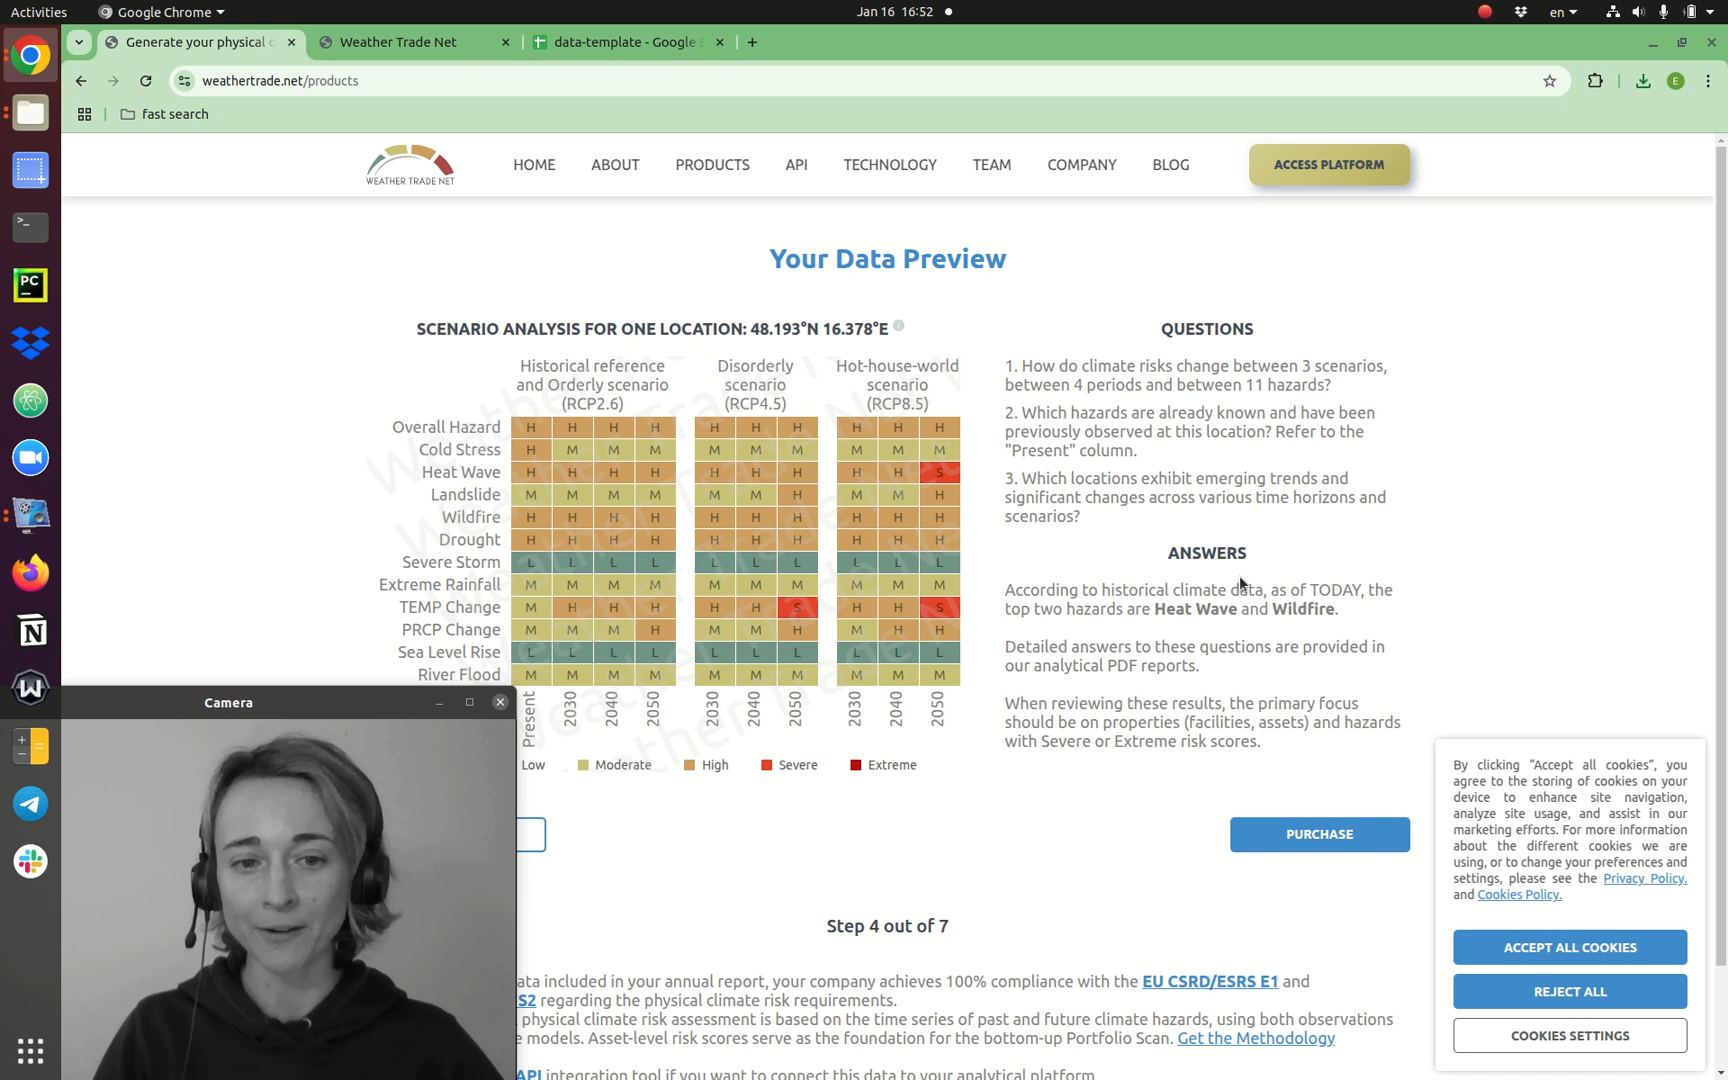 Activities
Google Chrome
Jan 16 16:52
en
Generate your physical c
Weather Trade Net
data-template - Google S
weathertrade.net/products
E
fast search
WEATHER TRADE NET
HOME
ABOUT
PRODUCTS
API
TECHNOLOGY
TEAM
COMPANY
BLOG
ACCESS PLATFORM
Your Data Preview
SCENARIO ANALYSIS FOR ONE LOCATION: 48.193°N 16.378°E
Historical reference
and Orderly scenario
(RCP2.6)
Disorderly
scenario
(RCP4.5)
Hot-house-world
scenario
(RCP8.5)
Overall Hazard H H H H H H H H H H
Cold Stress H M M M M M M M M M
Heat Wave H H H H H H H H H S
Landslide M M M M M M H M M H
Wildfire H H H H H H H H H H
Drought H H H H H H H H H H
Severe Storm L L L L L L L L L L
Extreme Rainfall M M M M M M M M M M
TEMP Change M H H H H H S H H S
PRCP Change M M M H M M H M H H
Sea Level Rise L L L L L L L L L L
River Flood M M M M M M M M M M
Present 2030 2040 2050 2030 2040 2050 2030 2040 2050
Low Moderate High Severe Extreme
QUESTIONS
1. How do climate risks change between 3 scenarios,
between 4 periods and between 11 hazards?
2. Which hazards are already known and have been
previously observed at this location? Refer to the
"Present" column.
3. Which locations exhibit emerging trends and
significant changes across various time horizons and
scenarios?
ANSWERS
According to historical climate data, as of TODAY, the
top two hazards are Heat Wave and Wildfire.
Detailed answers to these questions are provided in
our analytical PDF reports.
When reviewing these results, the primary focus
should be on properties (facilities, assets) and hazards
with Severe or Extreme risk scores.
PURCHASE
Step 4 out of 7
ata included in your annual report, your company achieves 100% compliance with the EU CSRD/ESRS E1 and
S2 regarding the physical climate risk requirements.
physical climate risk assessment is based on the time series of past and future climate hazards, using both observations
e models. Asset-level risk scores serve as the foundation for the bottom-up Portfolio Scan. Get the Methodology
API integration tool if you want to connect this data to your analytical platform
Camera
By clicking “Accept all cookies”, you
agree to the storing of cookies on your
device to enhance site navigation,
analyze site usage, and assist in our
marketing efforts. For more information
about the different cookies we are
using, or to change your preferences and
settings, please see the Privacy Policy.
and Cookies Policy.
ACCEPT ALL COOKIES
REJECT ALL
COOKIES SETTINGS
PC